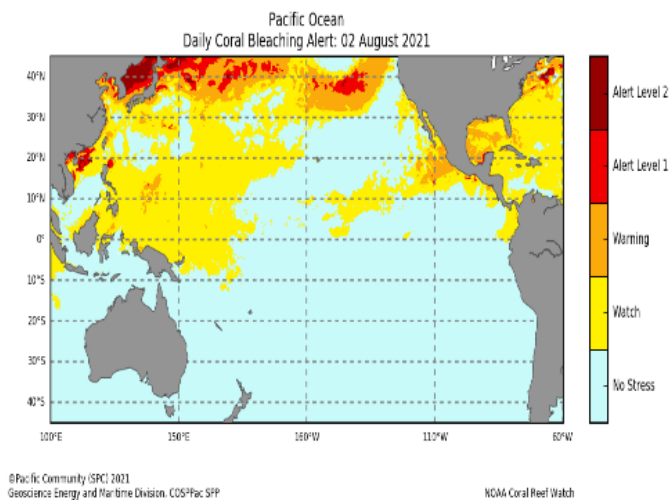 Pacific Ocean
Daily Coral Bleaching Alert: 02 August 2021
40°N
30°N
20°N
10°N
0°
10°S
20°S
30°S
40°S
100°E 150°E 160°W 110°W 60°W
Alert Level 2
Alert Level 1
Warning
Watch
No Stress
©Pacific Community (SPC) 2021
Geoscience Energy and Maritime Division, COSPPac SPP
NOAA Coral Reef Watch